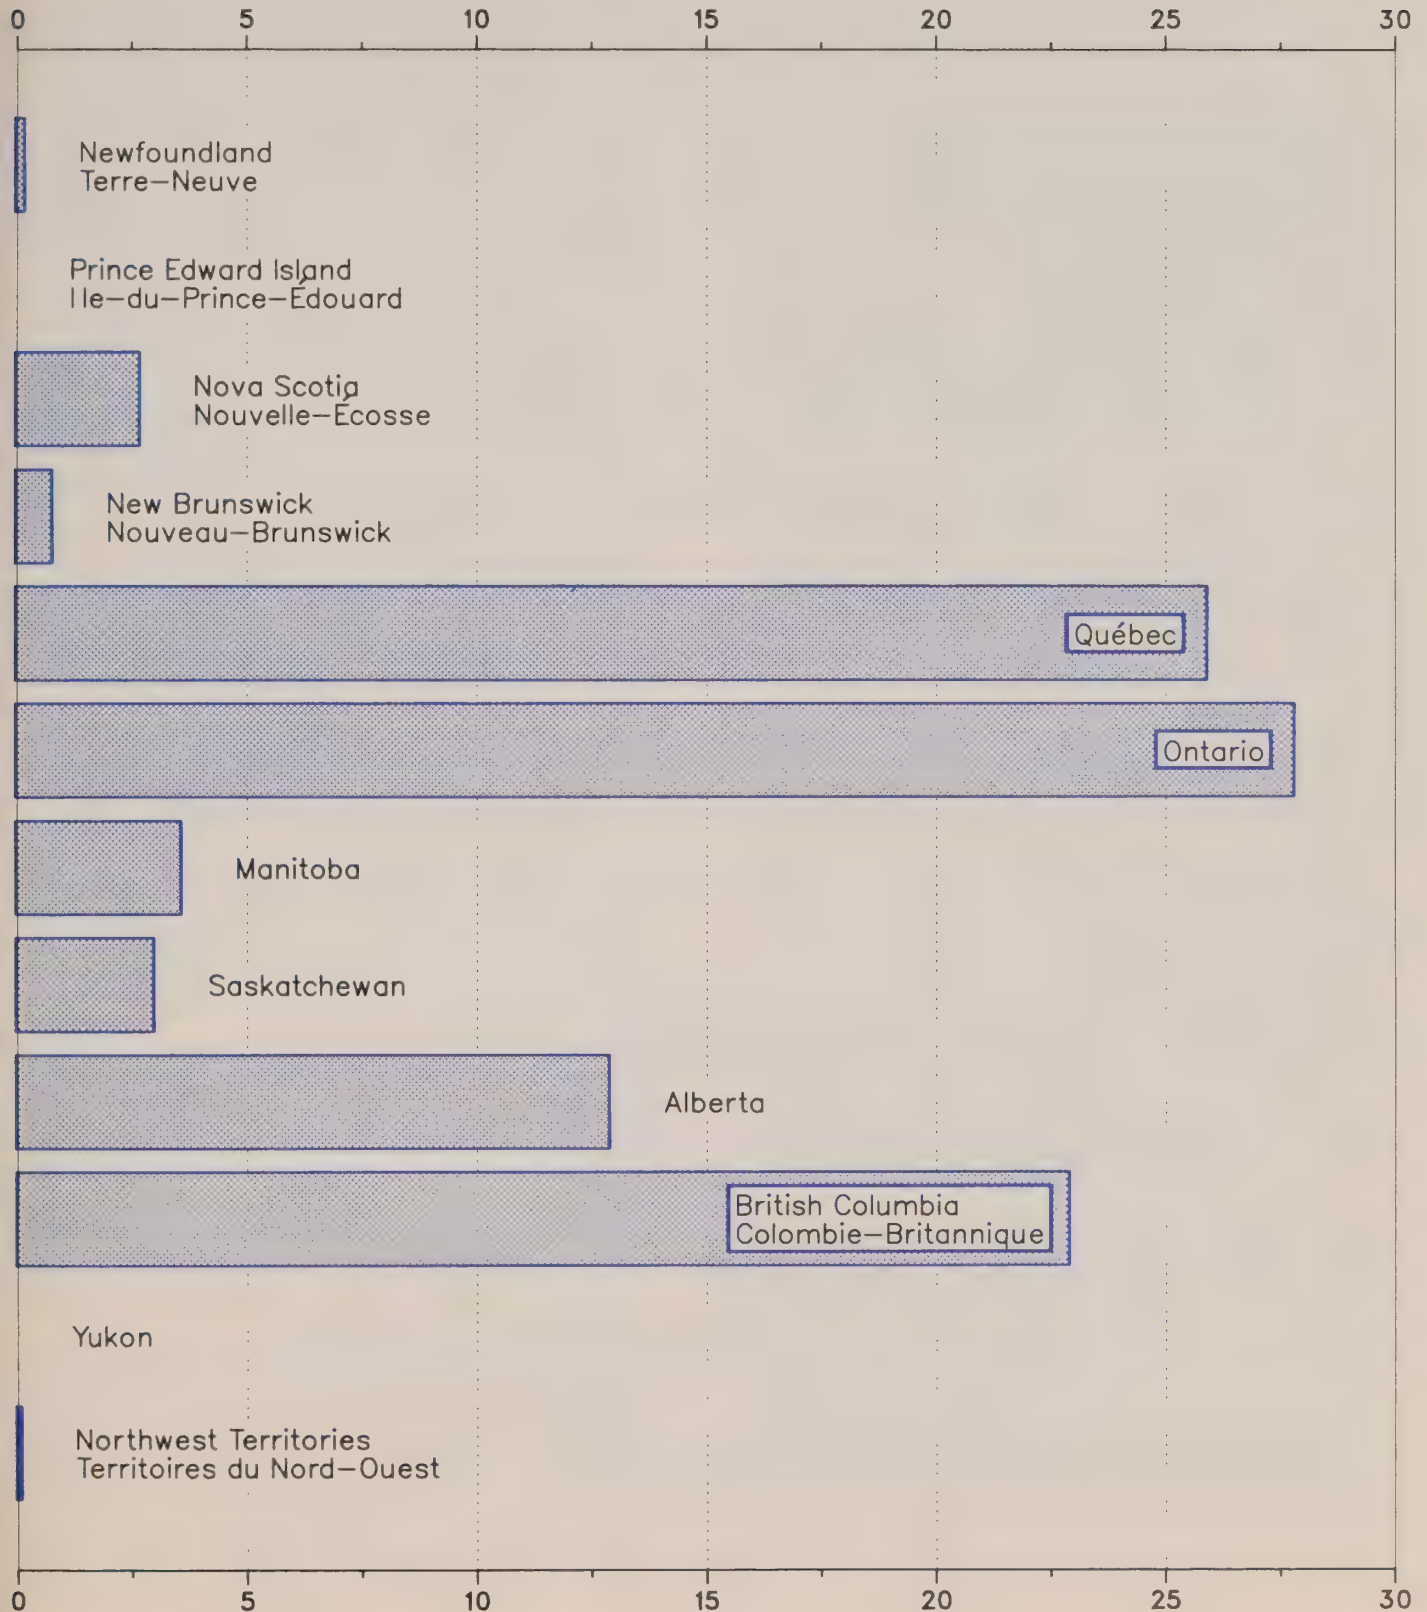 0 5 10 15 20 25 30
Newfoundland
Terre-Neuve
Prince Edward Island
Ile-du-Prince-Édouard
Nova Scotia
Nouvelle-Écosse
New Brunswick
Nouveau-Brunswick
Québec
Ontario
Manitoba
Saskatchewan
Alberta
British Columbia
Colombie-Britannique
Yukon
Northwest Territories
Territoires du Nord-Ouest
0 5 10 15 20 25 30